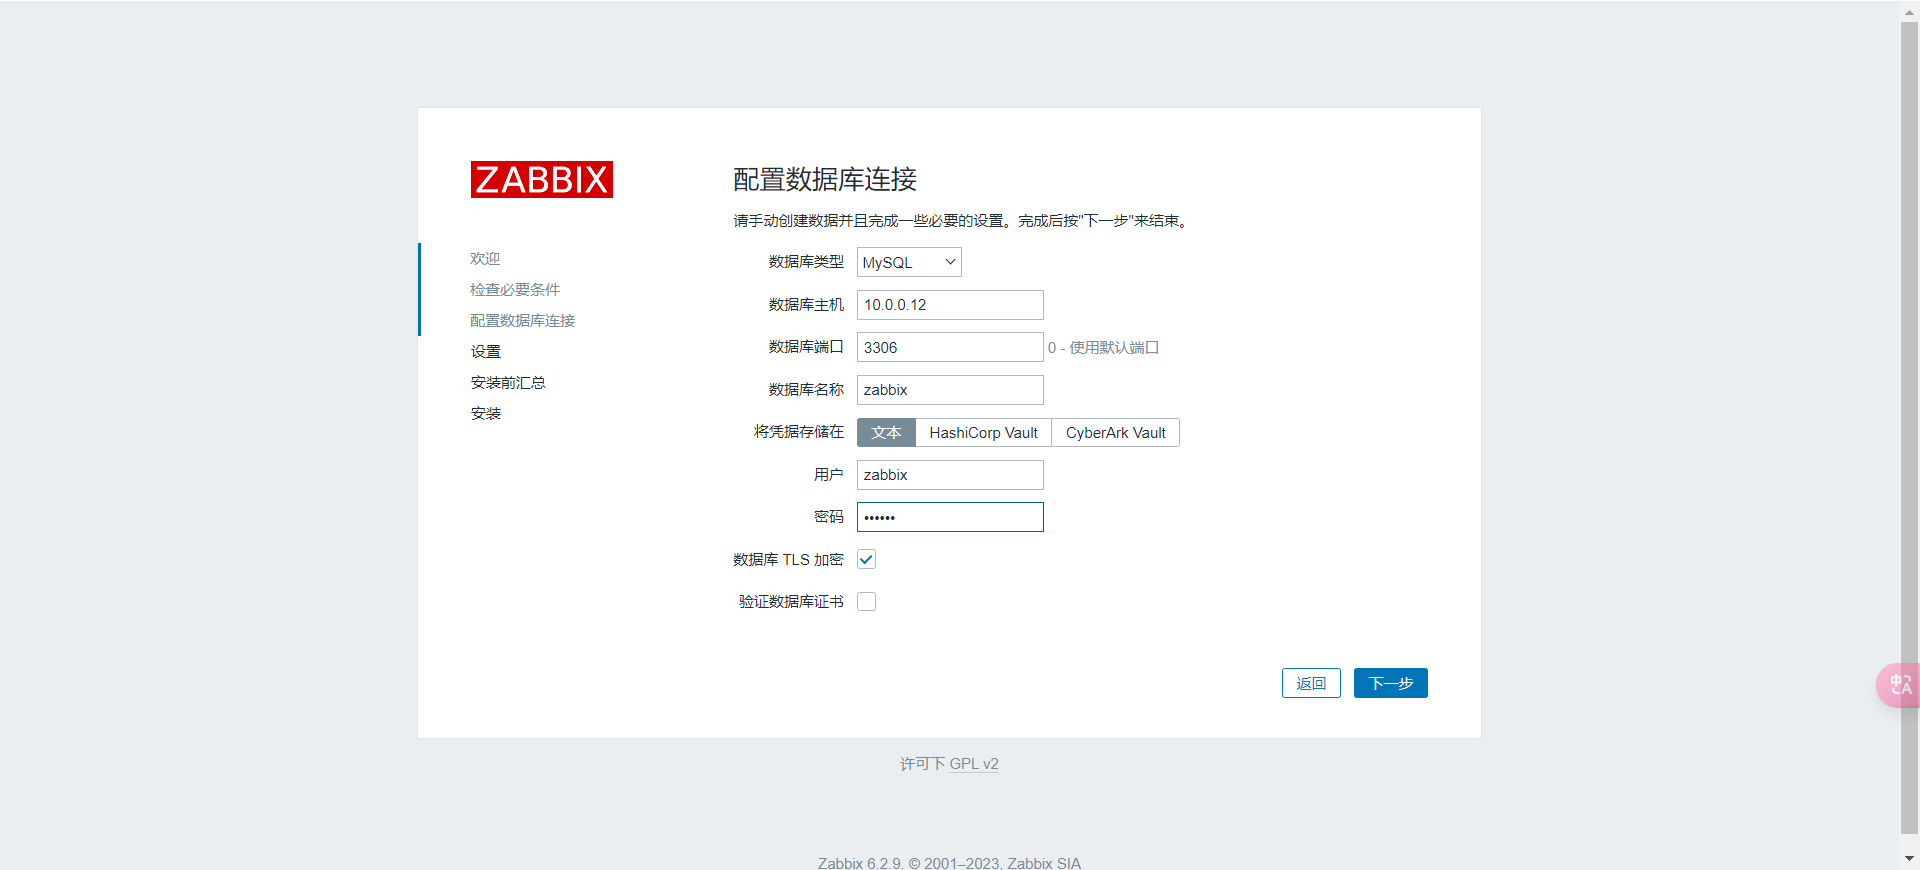 ZABBIX
欢迎
检查必要条件
配置数据库连接
设置
安装前汇总
安装
配置数据库连接
请手动创建数据并且完成一些必要的设置。完成后按"下一步"来结束。
数据库类型 MySQL
数据库主机 10.0.0.12
数据库端口 3306 0 - 使用默认端口
数据库名称 zabbix
将凭据存储在 文本 HashiCorp Vault CyberArk Vault
用户 zabbix
密码 ••••••
数据库 TLS 加密
验证数据库证书
返回 下一步
许可下 GPL v2
Zabbix 6.2.9. © 2001–2023, Zabbix SIA